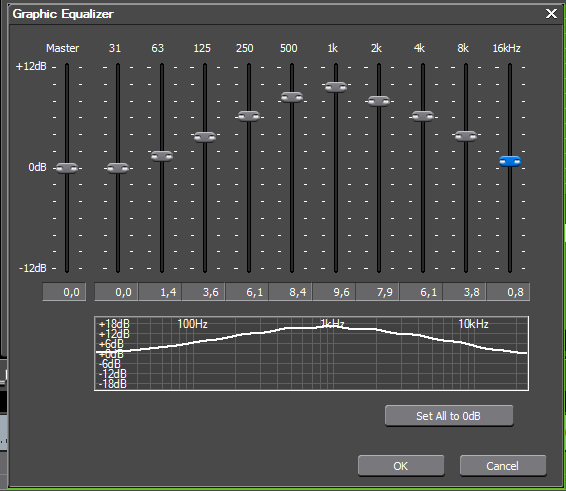 Graphic Equalizer
Master 31 63 125 250 500 1k 2k 4k 8k 16kHz
+12dB
0dB
-12dB
0,0 0,0 1,4 3,6 6,1 8,4 9,6 7,9 6,1 3,8 0,8
+18dB 100Hz 1kHz 10kHz
+12dB
+6dB
+0dB
-6dB
-12dB
-18dB
Set All to 0dB
OK Cancel